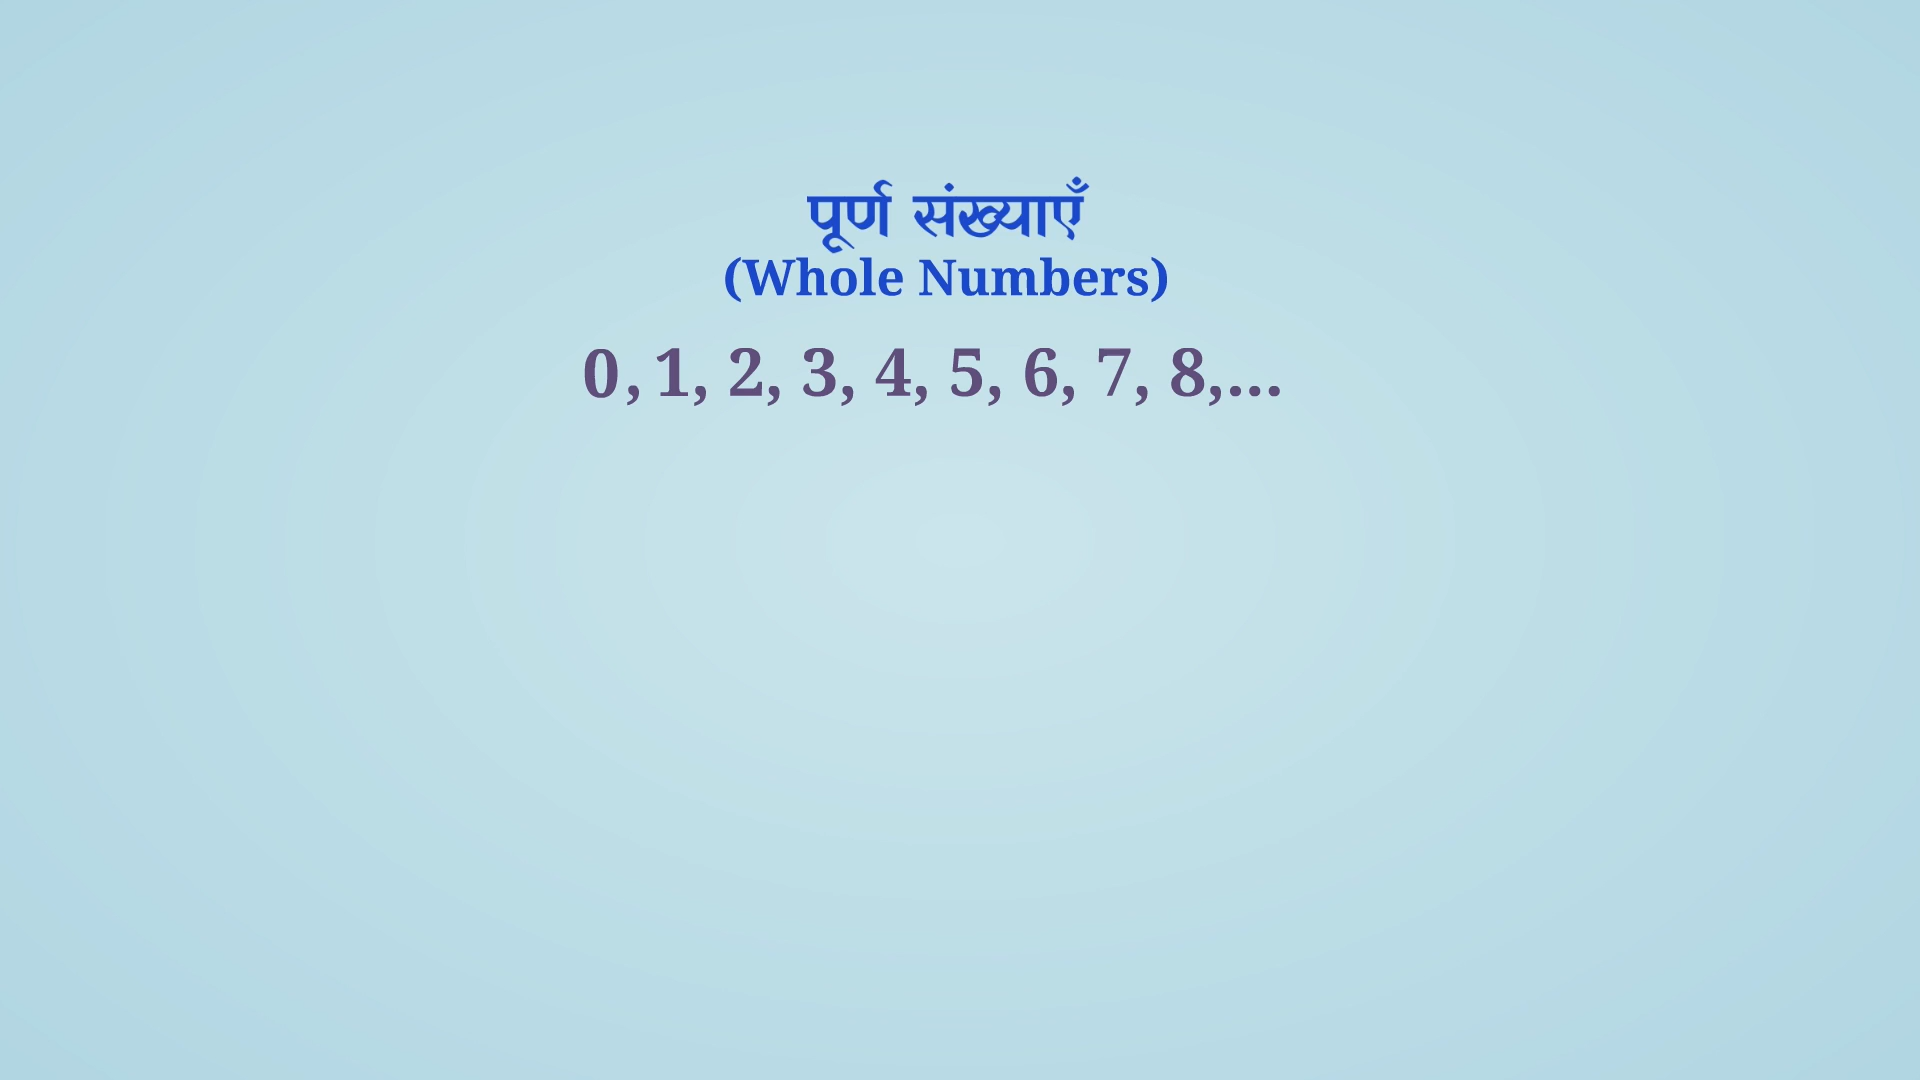 पूर्ण संख्याएँ
(Whole Numbers)
0, 1, 2, 3, 4, 5, 6, 7, 8,...